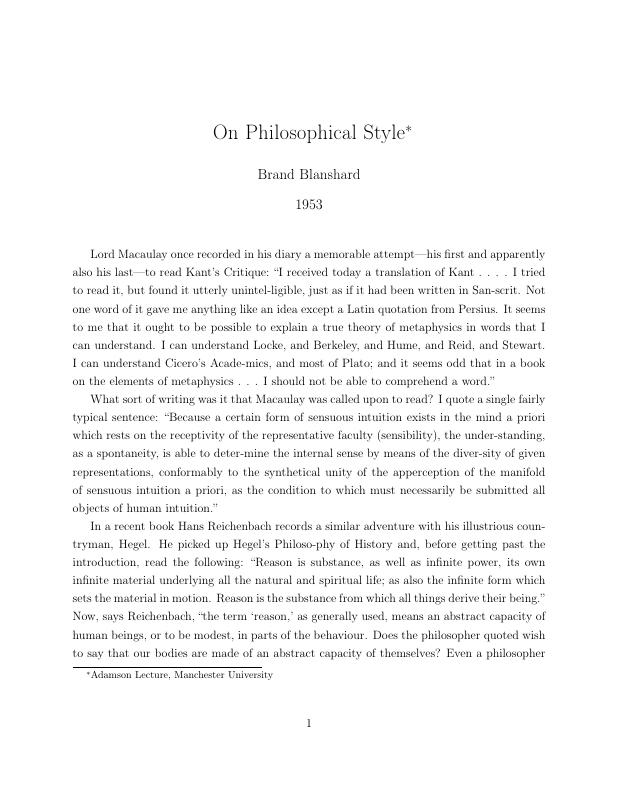 On Philosophical Style*
Brand Blanshard
1953
Lord Macaulay once recorded in his diary a memorable attempt—his first and apparently
also his last—to read Kant's Critique: “I received today a translation of Kant . . . . I tried
to read it, but found it utterly unintel-ligible, just as if it had been written in San-scrit. Not
one word of it gave me anything like an idea except a Latin quotation from Persius. It seems
to me that it ought to be possible to explain a true theory of metaphysics in words that I
can understand. I can understand Locke, and Berkeley, and Hume, and Reid, and Stewart.
I can understand Cicero's Acade-mics, and most of Plato; and it seems odd that in a book
on the elements of metaphysics . . . I should not be able to comprehend a word.”
What sort of writing was it that Macaulay was called upon to read? I quote a single fairly
typical sentence: “Because a certain form of sensuous intuition exists in the mind a priori
which rests on the receptivity of the representative faculty (sensibility), the under-standing,
as a spontaneity, is able to deter-mine the internal sense by means of the diver-sity of given
representations, conformably to the synthetical unity of the apperception of the manifold
of sensuous intuition a priori, as the condition to which must necessarily be submitted all
objects of human intuition.”
In a recent book Hans Reichenbach records a similar adventure with his illustrious coun-
tryman, Hegel. He picked up Hegel's Philoso-phy of History and, before getting past the
introduction, read the following: “Reason is substance, as well as infinite power, its own
infinite material underlying all the natural and spiritual life; as also the infinite form which
sets the material in motion. Reason is the substance from which all things derive their being.”
Now, says Reichenbach, “the term ‘reason,’ as generally used, means an abstract capacity of
human beings, or to be modest, in parts of the behaviour. Does the philosopher quoted wish
to say that our bodies are made of an abstract capacity of themselves? Even a philosopher
*Adamson Lecture, Manchester University
1